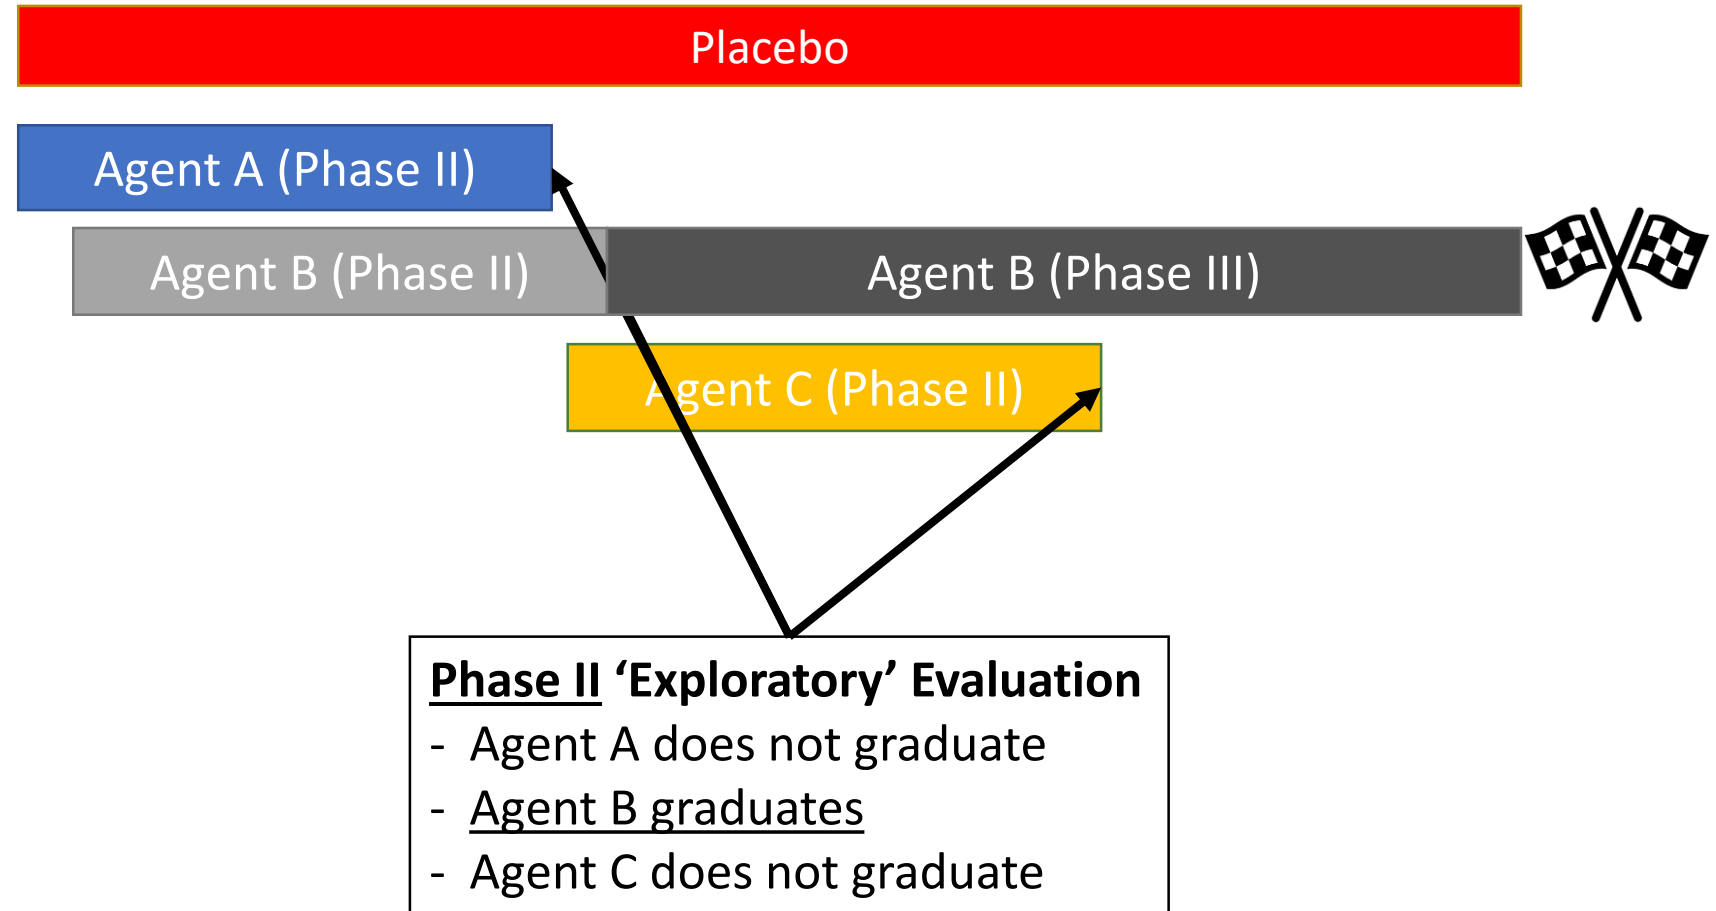 Placebo
Agent A (Phase II)
Agent B (Phase II)
Agent B (Phase III)
Agent C (Phase II)
Phase II ‘Exploratory’ Evaluation
- Agent A does not graduate
- Agent B graduates
- Agent C does not graduate